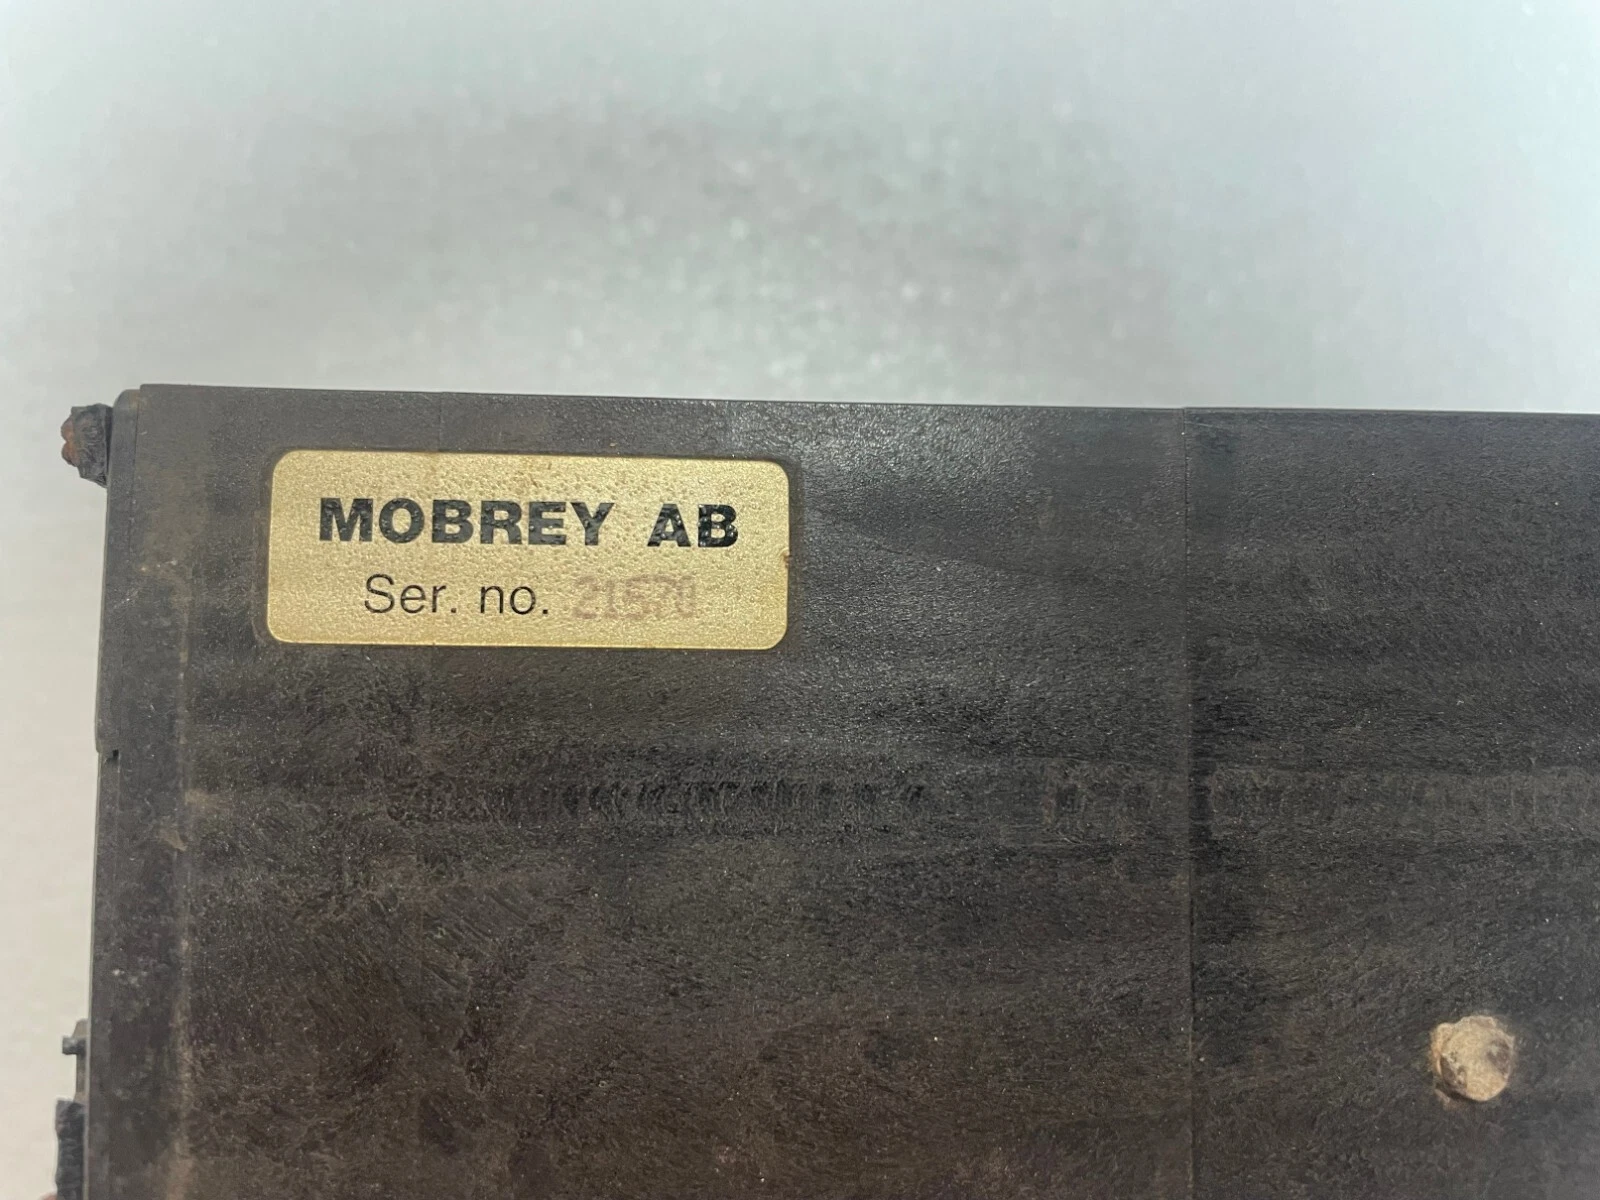 MOBREY AB
Ser. no. 21570